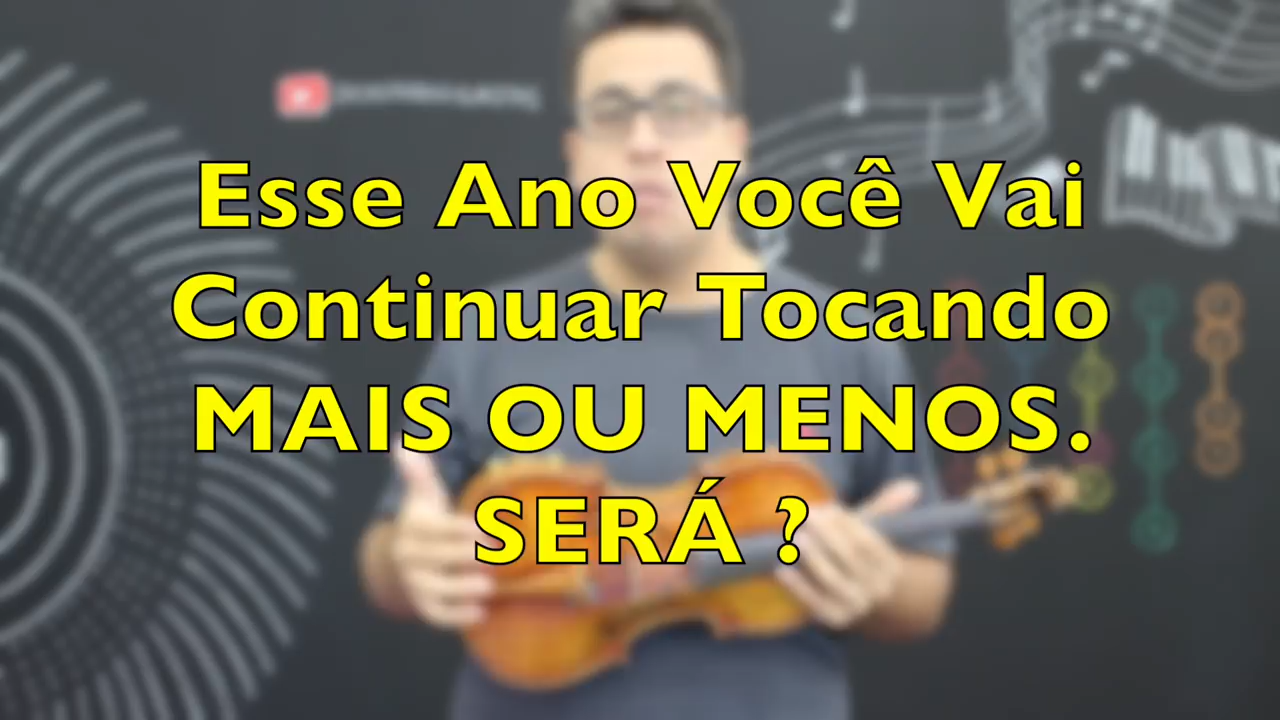 Esse Ano Você Vai
Continuar Tocando
MAIS OU MENOS.
SERÁ ?